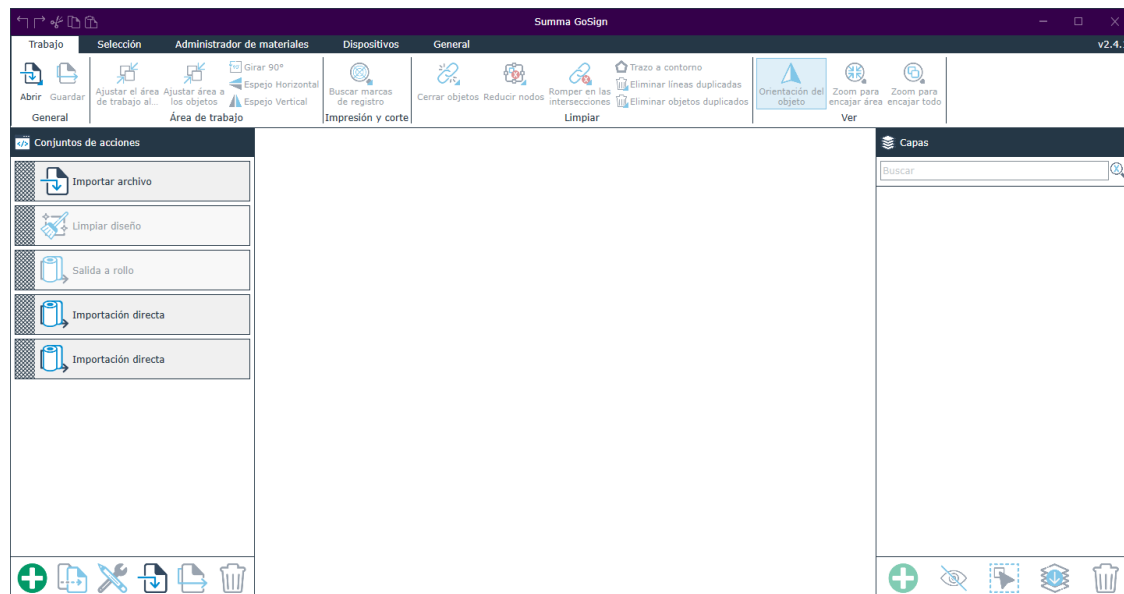 Summa GoSign
Trabajo Selección Administrador de materiales Dispositivos General v2.4.
Abrir Guardar
General
Ajustar el área de trabajo al...
Ajustar área a los objetos
90 Girar 90°
Espejo Horizontal
Espejo Vertical
Área de trabajo
Buscar marcas de registro
Impresión y corte
Cerrar objetos Reducir nodos
Romper en las intersecciones
Trazo a contorno
Eliminar líneas duplicadas
Eliminar objetos duplicados
Limpiar
Orientación del objeto
Zoom para encajar área
Zoom para encajar todo
Ver
Conjuntos de acciones
Importar archivo
Limpiar diseño
Salida a rollo
Importación directa
Importación directa
Capas
Buscar